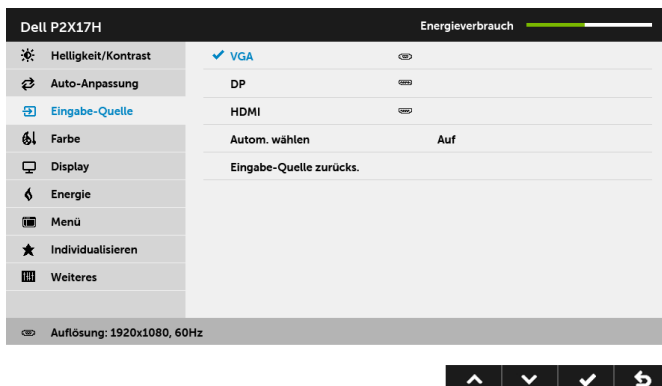 Dell P2X17H
Energieverbrauch
Helligkeit/Kontrast
VGA
Auto-Anpassung
DP
Eingabe-Quelle
HDMI
Farbe
Autom. wählen Auf
Display
Eingabe-Quelle zurücks.
Energie
Menü
Individualisieren
Weiteres
Auflösung: 1920x1080, 60Hz